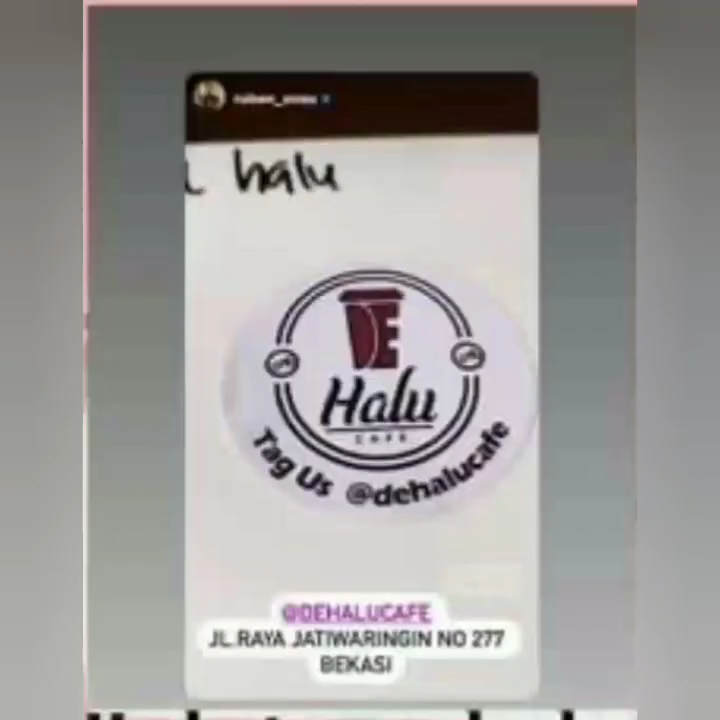 halu
DE
Halu
CAFE
Tag Us @dehalucafe
@DEHALUCAFE
JL.RAYA JATIWARINGIN NO 277
BEKASI